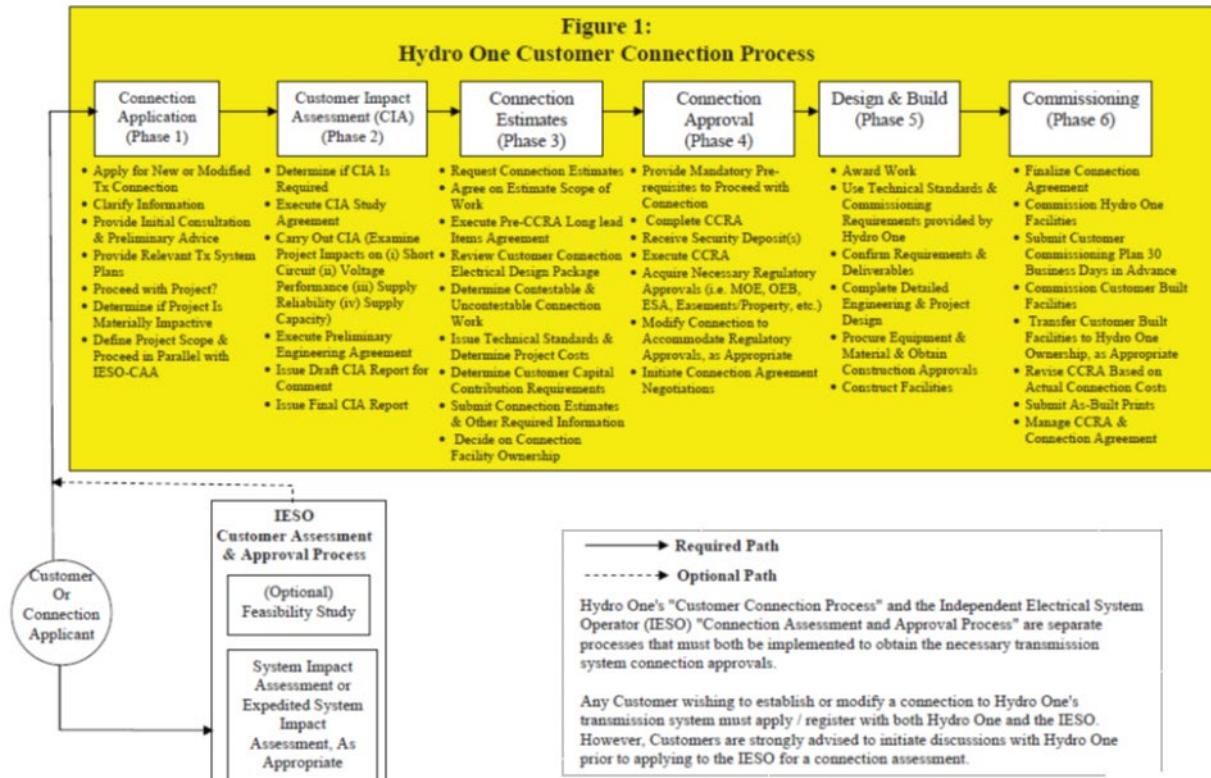 Figure 1:
Hydro One Customer Connection Process
Connection
Application
(Phase 1)
Customer Impact
Assessment (CIA)
(Phase 2)
Connection
Estimates
(Phase 3)
Connection
Approval
(Phase 4)
Design & Build
(Phase 5)
Commissioning
(Phase 6)
• Apply for New or Modified
Tx Connection
• Clarify Information
• Provide Initial Consultation
& Preliminary Advice
• Provide Relevant Tx System
Plans
• Proceed with Project?
• Determine if Project Is
Materially Impactive
• Define Project Scope &
Proceed in Parallel with
IESO-CAA
• Determine if CIA Is
Required
• Execute CIA Study
Agreement
• Carry Out CIA (Examine
Project Impacts on (i) Short
Circuit (ii) Voltage
Performance (iii) Supply
Reliability (iv) Supply
Capacity)
• Execute Preliminary
Engineering Agreement
• Issue Draft CIA Report for
Comment
• Issue Final CIA Report
• Request Connection Estimates
• Agree on Estimate Scope of
Work
• Execute Pre-CCRA Long lead
Items Agreement
• Review Customer Connection
Electrical Design Package
• Determine Contestable &
Uncontestable Connection
Work
• Issue Technical Standards &
Determine Project Costs
• Determine Customer Capital
Contribution Requirements
• Submit Connection Estimates
& Other Required Information
• Decide on Connection
Facility Ownership
• Provide Mandatory Pre-
requisites to Proceed with
Connection
• Complete CCRA
• Receive Security Deposit(s)
• Execute CCRA
• Acquire Necessary Regulatory
Approvals (i.e. MOE, OEB,
ESA, Easements/Property, etc.)
• Modify Connection to
Accommodate Regulatory
Approvals, as Appropriate
• Initiate Connection Agreement
Negotiations
• Award Work
• Use Technical Standards &
Commissioning
Requirements provided by
Hydro One
• Confirm Requirements &
Deliverables
• Complete Detailed
Engineering & Project
Design
• Procure Equipment &
Material & Obtain
Construction Approvals
• Construct Facilities
• Finalize Connection
Agreement
• Commission Hydro One
Facilities
• Submit Customer
Commissioning Plan 30
Business Days in Advance
• Commission Customer Built
Facilities
• Transfer Customer Built
Facilities to Hydro One
Ownership, as Appropriate
• Revise CCRA Based on
Actual Connection Costs
• Submit As-Built Prints
• Manage CCRA &
Connection Agreement
IESO
Customer Assessment
& Approval Process
(Optional)
Feasibility Study
System Impact
Assessment or
Expedited System
Impact
Assessment, As
Appropriate
Customer
Or
Connection
Applicant
Required Path
Optional Path
Hydro One's "Customer Connection Process" and the Independent Electrical System
Operator (IESO) "Connection Assessment and Approval Process" are separate
processes that must both be implemented to obtain the necessary transmission
system connection approvals.
Any Customer wishing to establish or modify a connection to Hydro One's
transmission system must apply / register with both Hydro One and the IESO.
However, Customers are strongly advised to initiate discussions with Hydro One
prior to applying to the IESO for a connection assessment.